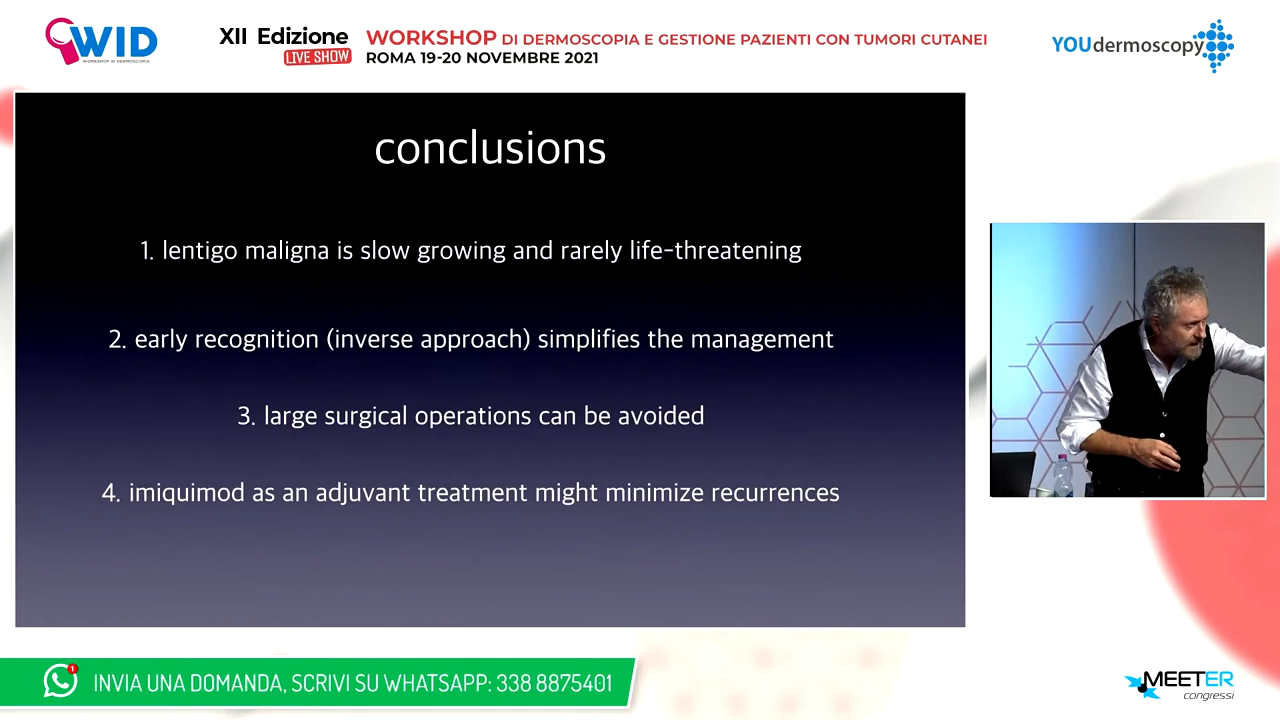 WID
WORKSHOP IN DERMOSCOPIA
XII Edizione
LIVE SHOW
WORKSHOP DI DERMOSCOPIA E GESTIONE PAZIENTI CON TUMORI CUTANEI
ROMA 19-20 NOVEMBRE 2021
YOUdermoscopy
conclusions
1. lentigo maligna is slow growing and rarely life-threatening
2. early recognition (inverse approach) simplifies the management
3. large surgical operations can be avoided
4. imiquimod as an adjuvant treatment might minimize recurrences
1
INVIA UNA DOMANDA, SCRIVI SU WHATSAPP: 338 8875401
MEETER
congressi